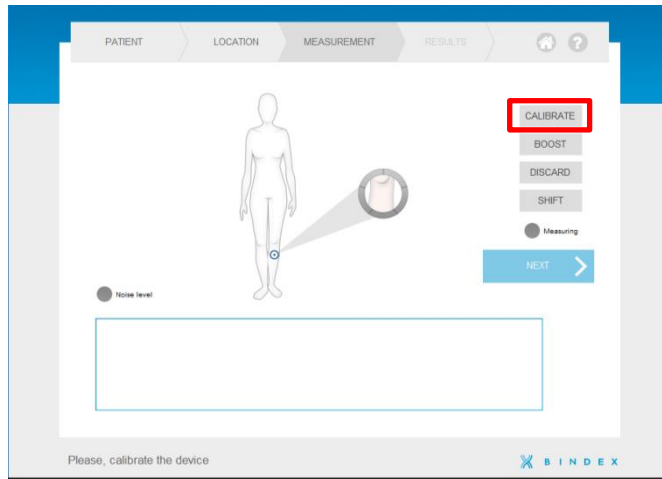 PATIENT
LOCATION
MEASUREMENT
RESULTS
?
CALIBRATE
BOOST
DISCARD
SHIFT
Measuring
NEXT
Noise level
Please, calibrate the device
BINDEX